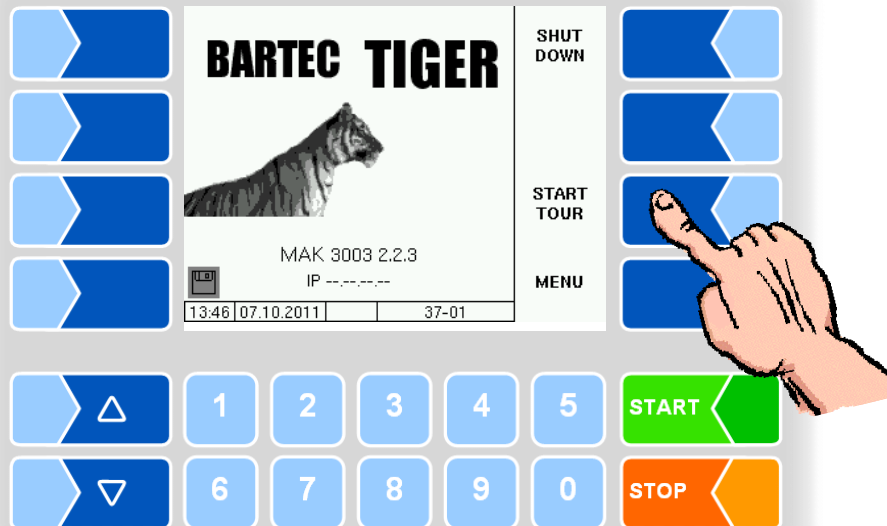 BARTEC TIGER
SHUT
DOWN
START
TOUR
MAK 3003 2.2.3
IP --.--.--.--
MENU
13:46 07.10.2011 37-01
1 2 3 4 5 START
6 7 8 9 0 STOP